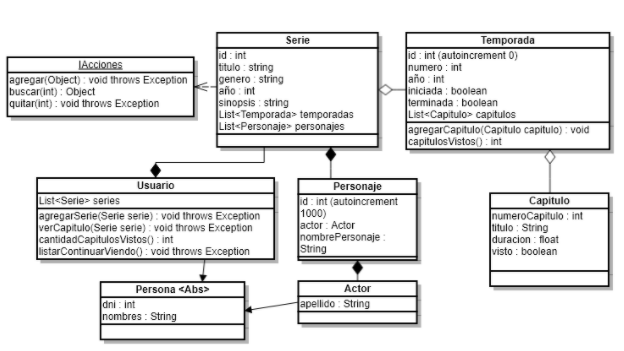 IAcciones
agregar(Object) : void throws Exception
buscar(int) : Object
quitar(int) : void throws Exception
Serie
id : int
titulo : string
genero : string
año : int
sinopsis : string
List<Temporada> temporadas
List<Personaje> personajes
Temporada
id : int (autoincrement 0)
numero : int
año : int
iniciada : boolean
terminada : boolean
List<Capitulo> capitulos
agregarCapitulo(Capitulo capitulo) : void
capitulosVistos() : int
Usuario
List<Serie> series
agregarSerie(Serie serie) : void throws Exception
verCapitulo(Serie serie) : void throws Exception
cantidadCapitulosVistos() : int
listarContinuarViendo() : void throws Exception
Personaje
id : int (autoincrement
1000)
actor : Actor
nombrePersonaje :
String
Capitulo
numeroCapitulo : int
titulo : String
duracion : float
visto : boolean
Persona <Abs>
dni : int
nombres : String
Actor
apellido : String